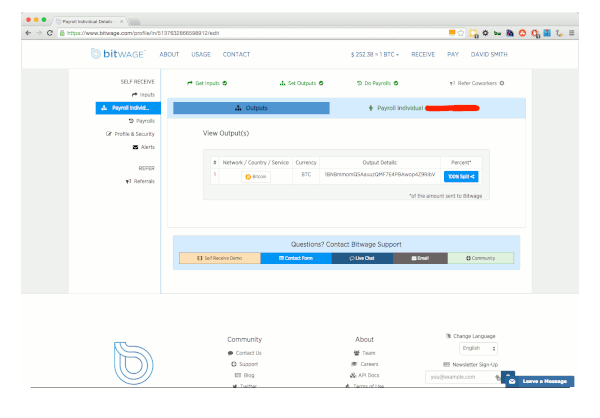 Payroll Individual Details -
https://www.bitwage.com/profile/in/5137832866598912/edit
bitwage ABOUT USAGE CONTACT $ 252.38 = 1 BTC RECEIVE PAY DAVID SMITH
SELF RECEIVE
Inputs
Payroll Individ...
Payrolls
Profile & Security
Alerts
REFER
Referrals
Get Inputs Set Outputs Do Payrolls Refer Coworkers
Outputs Payroll Individual
View Output(s)
# Network / Country / Service Currency Output Details Percent*
1 Bitcoin BTC 100% Split
*of the amount sent to Bitwage
Questions? Contact Bitwage Support
Self Receive Demo Contact Form Live Chat Email Community
Community
Contact Us
Support
Blog
Twitter
About
Team
Careers
API Docs
Terms of Use
Change Language
English
Newsletter Sign-Up
you@example.com
Leave a Message